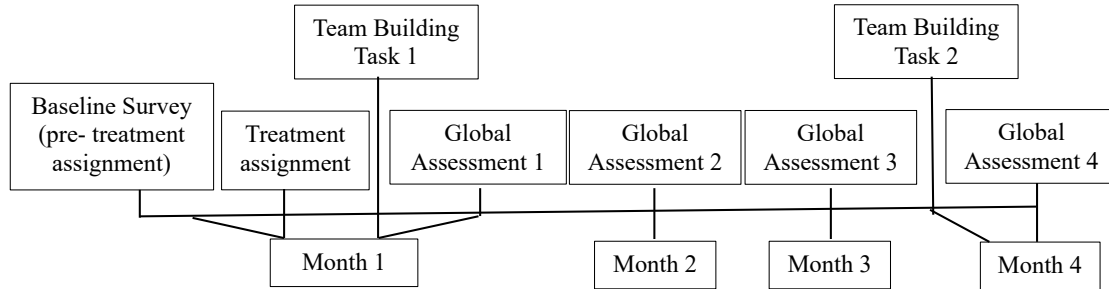 Team Building
Task 1
Team Building
Task 2
Baseline Survey
(pre- treatment
assignment)
Treatment
assignment
Global
Assessment 1
Global
Assessment 2
Global
Assessment 3
Global
Assessment 4
Month 1
Month 2
Month 3
Month 4